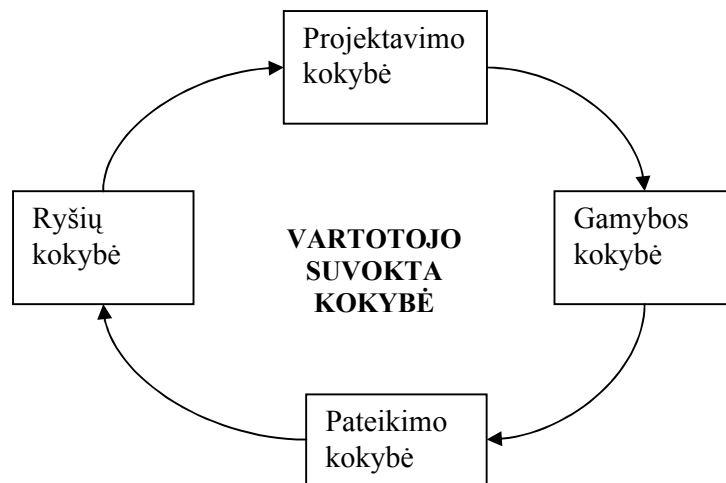 Projektavimo
kokybė
Ryšių
kokybė
VARTOTOJO
SUVOKTA
KOKYBĖ
Gamybos
kokybė
Pateikimo
kokybė